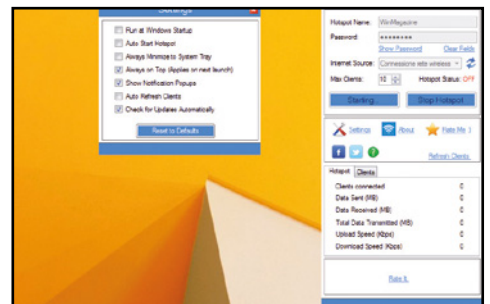 Settings
Run at Windows Startup
Auto Start Hotspot
Always Minimize to System Tray
Always on Top (Applies on next launch)
Show Notification Popups
Auto Refresh Clients
Check for Updates Automatically
Reset to Defaults
Hotspot Name: WinMagazine
Password: ********
Show Password Clear Fields
Internet Source: Connessione rete wireless
Max Clients: 10 Hotspot Status: OFF
Starting Stop Hotspot
Settings About Rate Me :)
Refresh Clients
Hotspot Clients
Clients connected 0
Data Sent (MB) 0
Data Received (MB) 0
Total Data Transmitted (MB) 0
Upload Speed (Kbps) 0
Download Speed (Kbps) 0
Rate It